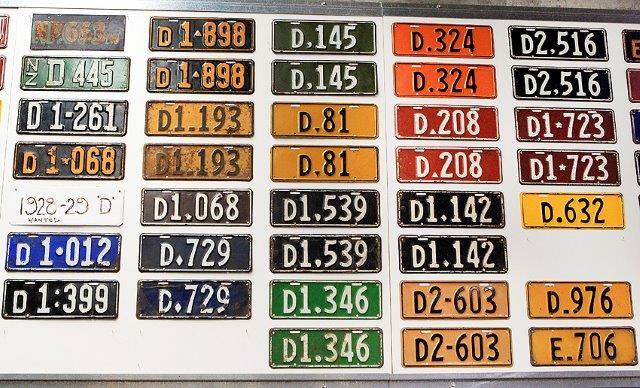 D 1▲898
D.145
D.324
D2,516
NZ D 445
D 1▲898
D.145
D.324
D2,516
D 1-261
D1.193
D.81
D.208
D1★723
D 1★068
D1.193
D.81
D.208
D1★723
1928-29 "D"
WANTED
D1.068
D1,539
D1.142
D.632
D 1•012
D.729
D1,539
D1.142
D 1:399
D.729
D1.346
D2-603
D.976
D1.346
D2-603
E.706